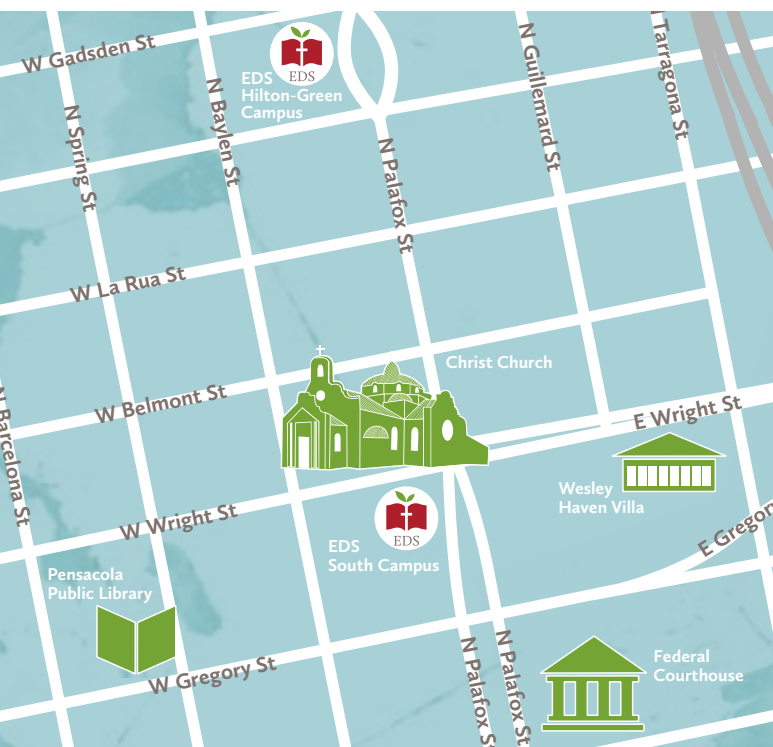 W Gadsden St
N Spring St
N Baylen St
EDS
EDS
Hilton-Green
Campus
N Palafox St
N Guillemard St
N Tarragona St
W La Rua St
Christ Church
W Belmont St
N Barcelona St
E Wright St
W Wright St
Wesley
Haven Villa
EDS
EDS
South Campus
E Gregor
Pensacola
Public Library
W Gregory St
N Palafox St
N Palafox St
Federal
Courthouse